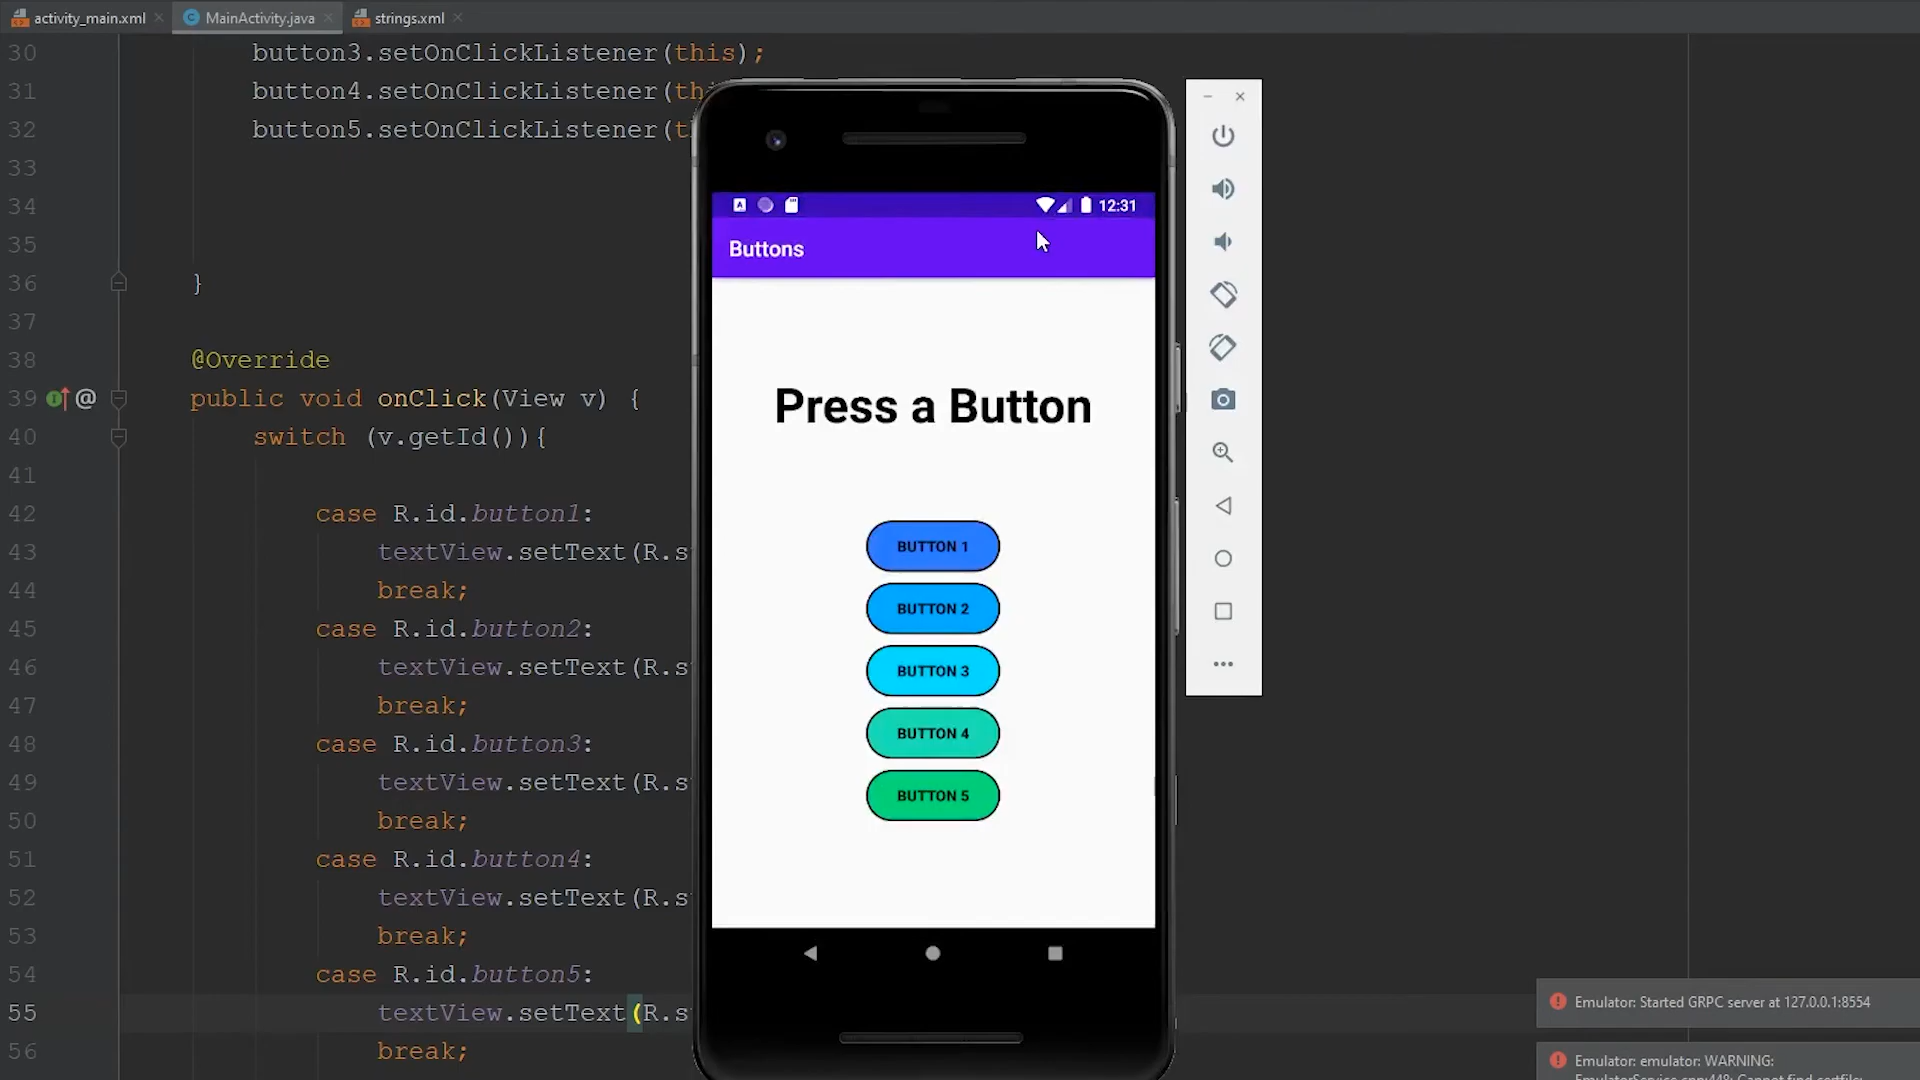 activity_main.xml
MainActivity.java
strings.xml
30 button3.setOnClickListener(this);
31 button4.setOnClickListener(thi
32 button5.setOnClickListener(t
33
34
35
36 }
37
38 @Override
39 @ public void onClick(View v) {
40 switch (v.getId()){
41
42 case R.id.button1:
43 textView.setText(R.s
44 break;
45 case R.id.button2:
46 textView.setText(R.s
47 break;
48 case R.id.button3:
49 textView.setText(R.s
50 break;
51 case R.id.button4:
52 textView.setText(R.s
53 break;
54 case R.id.button5:
55 textView.setText(R.s
56 break;
A
12:31
Buttons
Press a Button
BUTTON 1
BUTTON 2
BUTTON 3
BUTTON 4
BUTTON 5
Emulator: Started GRPC server at 127.0.0.1:8554
Emulator: emulator: WARNING: